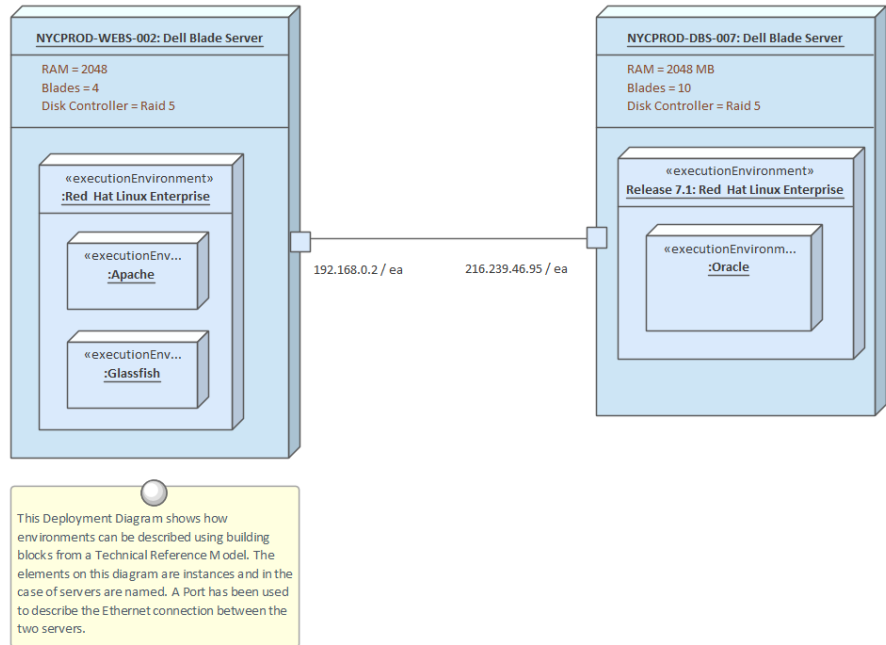 NYCPROD-WEBS-002: Dell Blade Server
RAM = 2048
Blades = 4
Disk Controller = Raid 5
«executionEnvironment»
:Red Hat Linux Enterprise
«executionEnv...
:Apache
«executionEnv...
:Glassfish
192.168.0.2 / ea
216.239.46.95 / ea
NYCPROD-DBS-007: Dell Blade Server
RAM = 2048 MB
Blades = 10
Disk Controller = Raid 5
«executionEnvironment»
Release 7.1: Red Hat Linux Enterprise
«executionEnvironm...
:Oracle
This Deployment Diagram shows how
environments can be described using building
blocks from a Technical Reference Model. The
elements on this diagram are instances and in the
case of servers are named. A Port has been used
to describe the Ethernet connection between the
two servers.